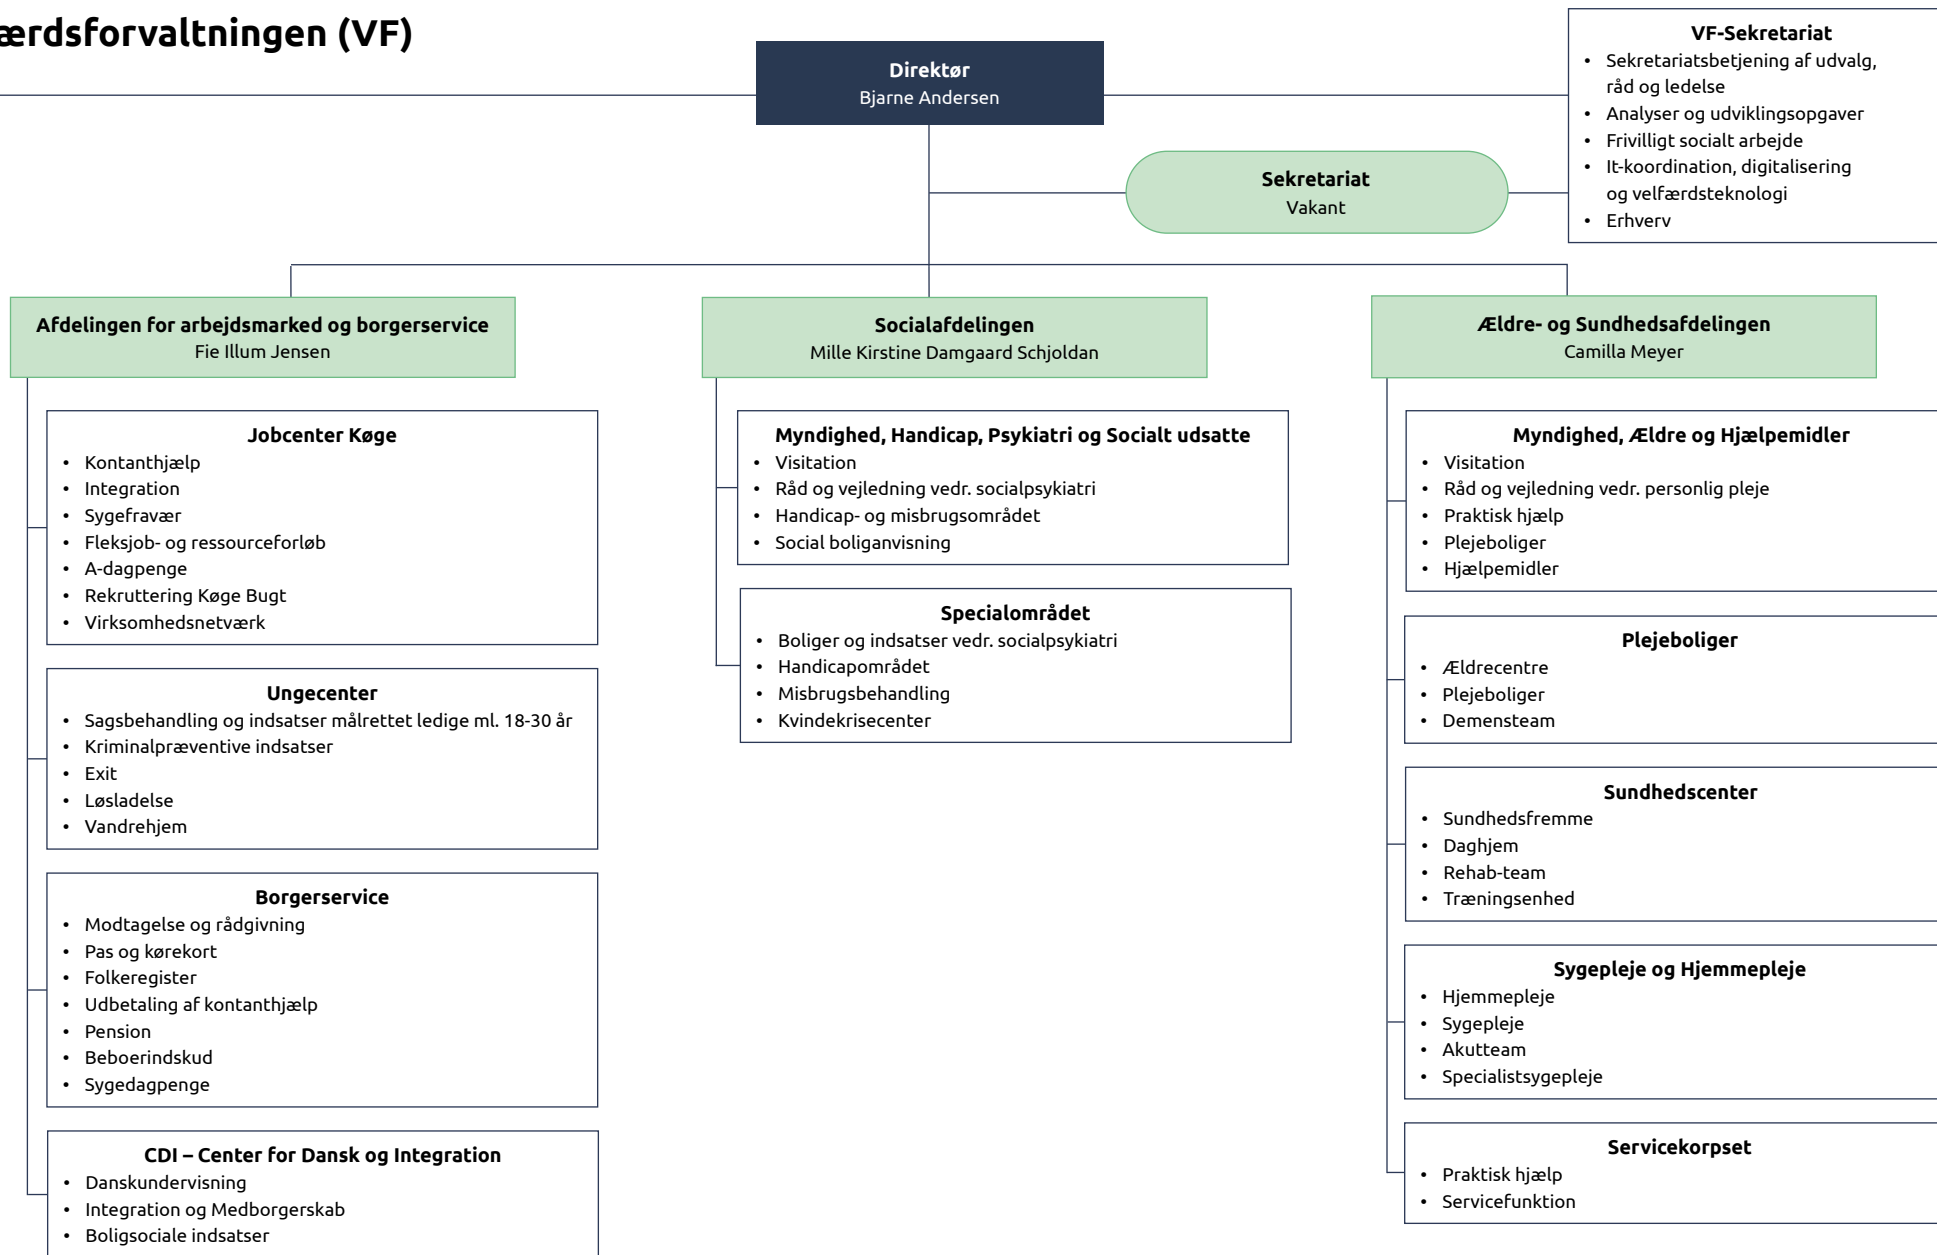 ærdsforvaltningen (VF)
Direktør
Bjarne Andersen
VF-Sekretariat
• Sekretariatsbetjening af udvalg,
råd og ledelse
• Analyser og udviklingsopgaver
• Frivilligt socialt arbejde
• It-koordination, digitalisering
og velfærdsteknologi
• Erhverv
Sekretariat
Vakant
Afdelingen for arbejdsmarked og borgerservice
Fie Illum Jensen
Jobcenter Køge
• Kontanthjælp
• Integration
• Sygefravær
• Fleksjob- og ressourceforløb
• A-dagpenge
• Rekruttering Køge Bugt
• Virksomhedsnetværk
Ungecenter
• Sagsbehandling og indsatser målrettet ledige ml. 18-30 år
• Kriminalpræventive indsatser
• Exit
• Løsladelse
• Vandrehjem
Borgerservice
• Modtagelse og rådgivning
• Pas og kørekort
• Folkeregister
• Udbetaling af kontanthjælp
• Pension
• Beboerindskud
• Sygedagpenge
CDI – Center for Dansk og Integration
• Danskundervisning
• Integration og Medborgerskab
• Boligsociale indsatser
Socialafdelingen
Mille Kirstine Damgaard Schjoldan
Myndighed, Handicap, Psykiatri og Socialt udsatte
• Visitation
• Råd og vejledning vedr. socialpsykiatri
• Handicap- og misbrugsområdet
• Social boliganvisning
Specialområdet
• Boliger og indsatser vedr. socialpsykiatri
• Handicapområdet
• Misbrugsbehandling
• Kvindekrisecenter
Ældre- og Sundhedsafdelingen
Camilla Meyer
Myndighed, Ældre og Hjælpemidler
• Visitation
• Råd og vejledning vedr. personlig pleje
• Praktisk hjælp
• Plejeboliger
• Hjælpemidler
Plejeboliger
• Ældrecentre
• Plejeboliger
• Demensteam
Sundhedscenter
• Sundhedsfremme
• Daghjem
• Rehab-team
• Træningsenhed
Sygepleje og Hjemmepleje
• Hjemmepleje
• Sygepleje
• Akutteam
• Specialistsygepleje
Servicekorpset
• Praktisk hjælp
• Servicefunktion